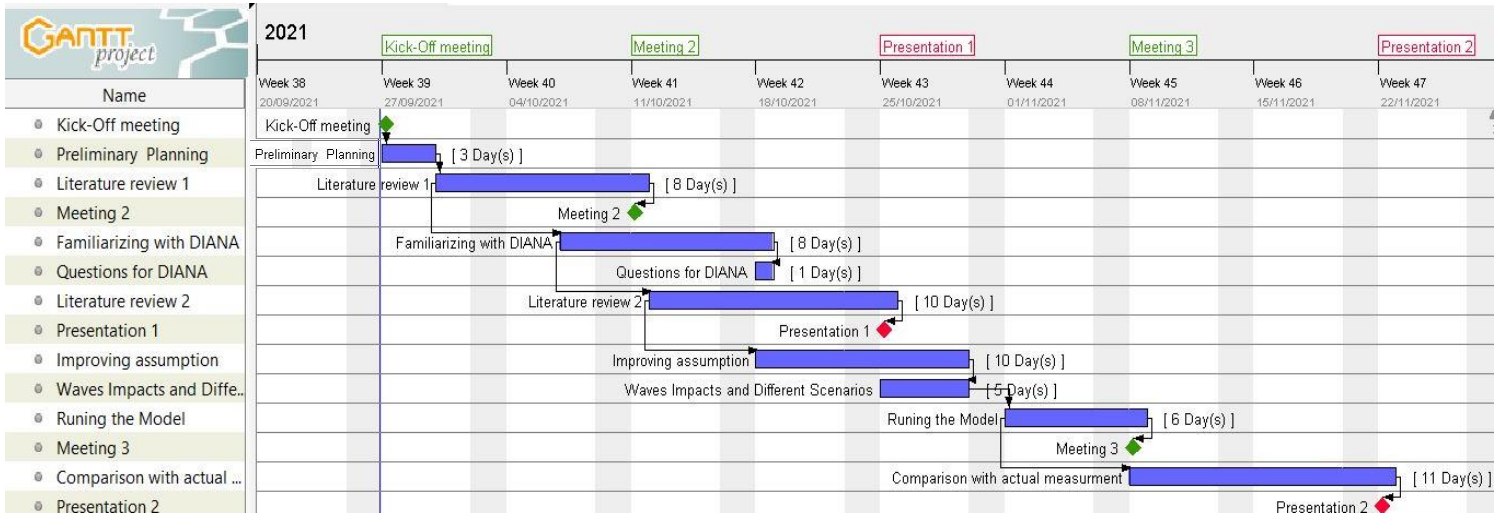 GANTT
project
2021
Kick-Off meeting Meeting 2 Presentation 1 Meeting 3 Presentation 2
Week 38 Week 39 Week 40 Week 41 Week 42 Week 43 Week 44 Week 45 Week 46 Week 47
20/09/2021 27/09/2021 04/10/2021 11/10/2021 18/10/2021 25/10/2021 01/11/2021 08/11/2021 15/11/2021 22/11/2021
Name
Kick-Off meeting Kick-Off meeting
Preliminary Planning Preliminary Planning [ 3 Day(s) ]
Literature review 1 Literature review 1 [ 8 Day(s) ]
Meeting 2 Meeting 2
Familiarizing with DIANA Familiarizing with DIANA [ 8 Day(s) ]
Questions for DIANA Questions for DIANA [ 1 Day(s) ]
Literature review 2 Literature review 2 [ 10 Day(s) ]
Presentation 1 Presentation 1
Improving assumption Improving assumption [ 10 Day(s) ]
Waves Impacts and Diffe.. Waves Impacts and Different Scenarios [ 5 Day(s) ]
Runing the Model Runing the Model [ 6 Day(s) ]
Meeting 3 Meeting 3
Comparison with actual ... Comparison with actual measurment [ 11 Day(s) ]
Presentation 2 Presentation 2